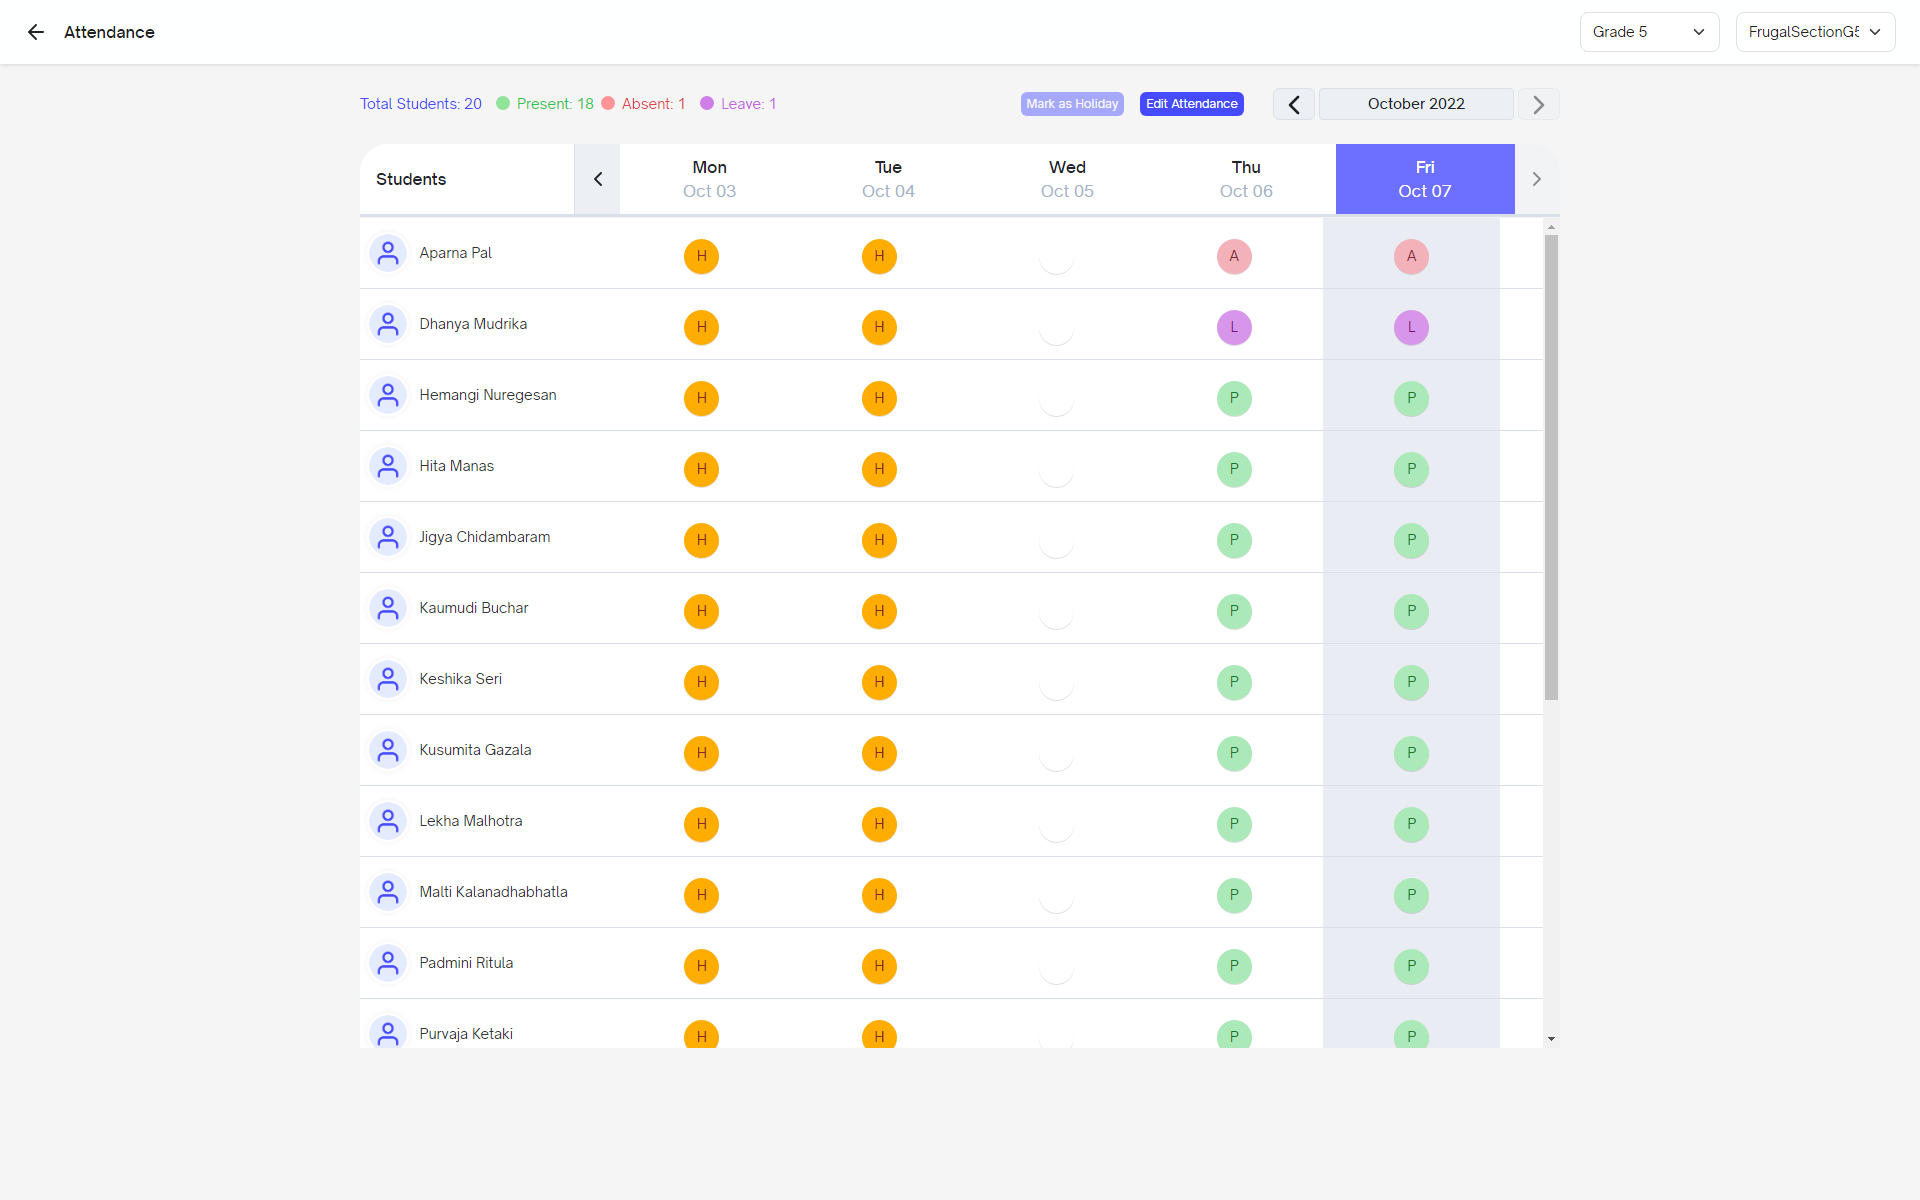 Attendance
Grade 5
FrugalSectionG5
Total Students: 20 Present: 18 Absent: 1 Leave: 1
Mark as Holiday
Edit Attendance
October 2022
Students Mon Tue Wed Thu Fri
Oct 03 Oct 04 Oct 05 Oct 06 Oct 07
Aparna Pal H H A A
Dhanya Mudrika H H L L
Hemangi Nuregesan H H P P
Hita Manas H H P P
Jigya Chidambaram H H P P
Kaumudi Buchar H H P P
Keshika Seri H H P P
Kusumita Gazala H H P P
Lekha Malhotra H H P P
Malti Kalanadhabhatla H H P P
Padmini Ritula H H P P
Purvaja Ketaki H H P P